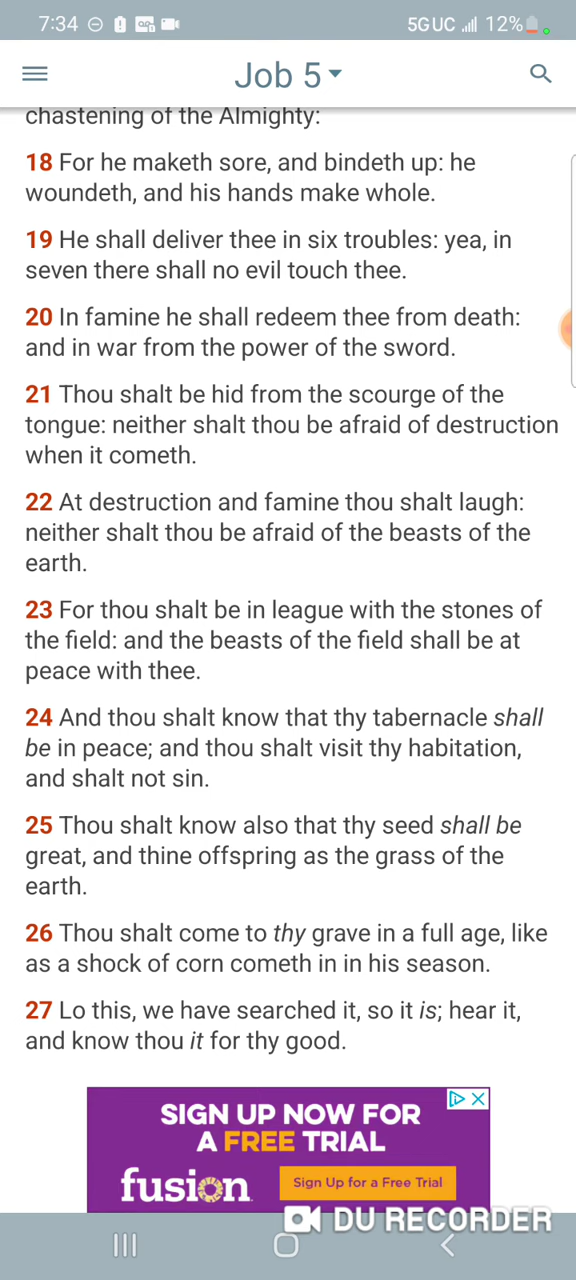 7:34 5G UC 12%
Job 5
chastening of the Almighty:
18 For he maketh sore, and bindeth up: he
woundeth, and his hands make whole.
19 He shall deliver thee in six troubles: yea, in
seven there shall no evil touch thee.
20 In famine he shall redeem thee from death:
and in war from the power of the sword.
21 Thou shalt be hid from the scourge of the
tongue: neither shalt thou be afraid of destruction
when it cometh.
22 At destruction and famine thou shalt laugh:
neither shalt thou be afraid of the beasts of the
earth.
23 For thou shalt be in league with the stones of
the field: and the beasts of the field shall be at
peace with thee.
24 And thou shalt know that thy tabernacle shall
be in peace; and thou shalt visit thy habitation,
and shalt not sin.
25 Thou shalt know also that thy seed shall be
great, and thine offspring as the grass of the
earth.
26 Thou shalt come to thy grave in a full age, like
as a shock of corn cometh in in his season.
27 Lo this, we have searched it, so it is; hear it,
and know thou it for thy good.
SIGN UP NOW FOR
A FREE TRIAL
fusion Sign Up for a Free Trial
DU RECORDER